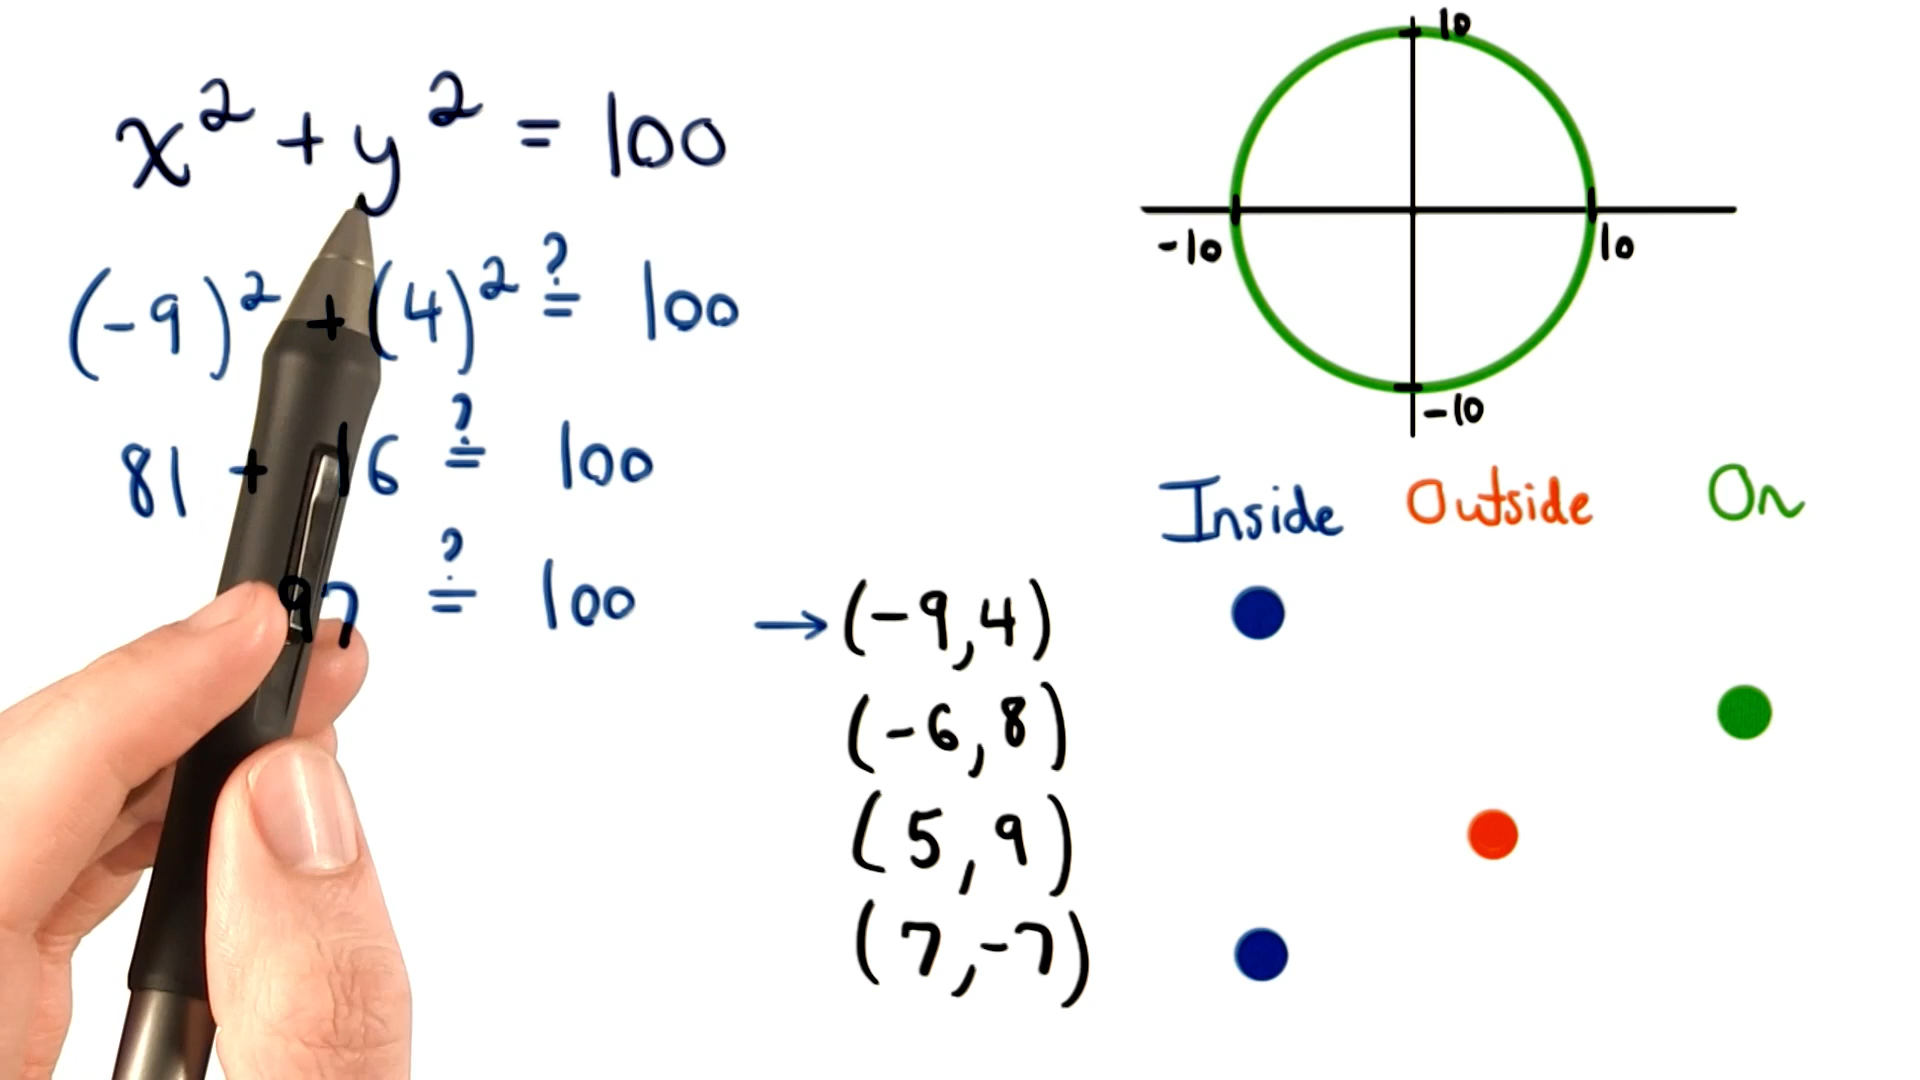 x² + y² = 100
(-9)² + (4)² ≟ 100
81 + 16 ≟ 100
97 ≟ 100
10
-10 10
-10
Inside Outside On
→ (-9,4)
(-6,8)
(5,9)
(7,-7)